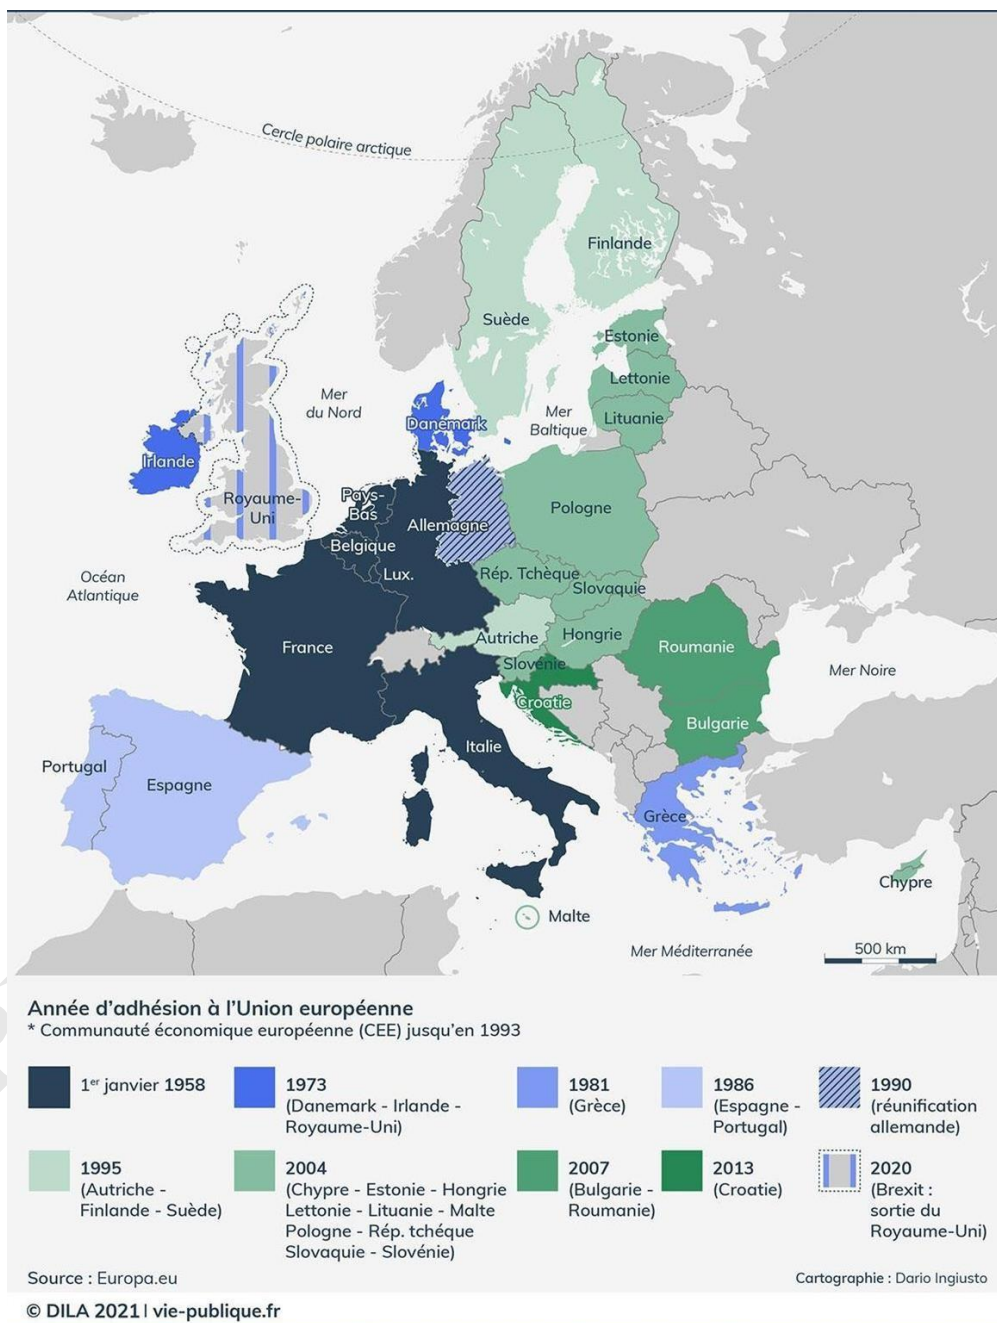 Cercle polaire arctique
Finlande
Suède
Estonie
Lettonie
Lituanie
Mer
du Nord
Mer
Baltique
Danemark
Irlande
Royaume-
Uni
Pays-
Bas
Allemagne
Belgique
Lux.
Pologne
Rép. Tchèque
Slovaquie
Océan
Atlantique
France
Autriche
Hongrie
Slovénie
Croatie
Roumanie
Bulgarie
Mer Noire
Italie
Portugal
Espagne
Grèce
Chypre
Malte
Mer Méditerranée
500 km
Année d’adhésion à l’Union européenne
* Communauté économique européenne (CEE) jusqu’en 1993
1er janvier 1958
1973
(Danemark - Irlande -
Royaume-Uni)
1981
(Grèce)
1986
(Espagne -
Portugal)
1990
(réunification
allemande)
1995
(Autriche -
Finlande - Suède)
2004
(Chypre - Estonie - Hongrie
Lettonie - Lituanie - Malte
Pologne - Rép. tchéque
Slovaquie - Slovénie)
2007
(Bulgarie -
Roumanie)
2013
(Croatie)
2020
(Brexit :
sortie du
Royaume-Uni)
Source : Europa.eu
Cartographie : Dario Ingiusto
© DILA 2021 | vie-publique.fr